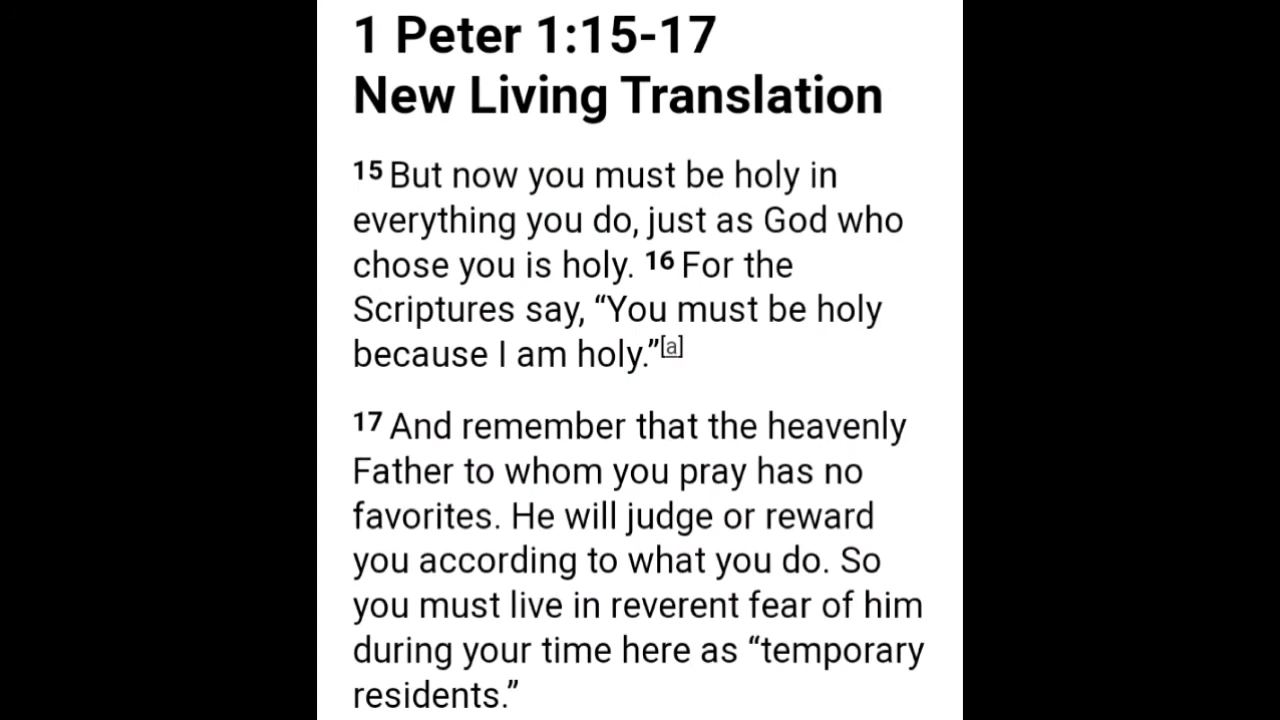 1 Peter 1:15-17
New Living Translation
15 But now you must be holy in
everything you do, just as God who
chose you is holy. 16 For the
Scriptures say, “You must be holy
because I am holy.”[a]
17 And remember that the heavenly
Father to whom you pray has no
favorites. He will judge or reward
you according to what you do. So
you must live in reverent fear of him
during your time here as “temporary
residents.”